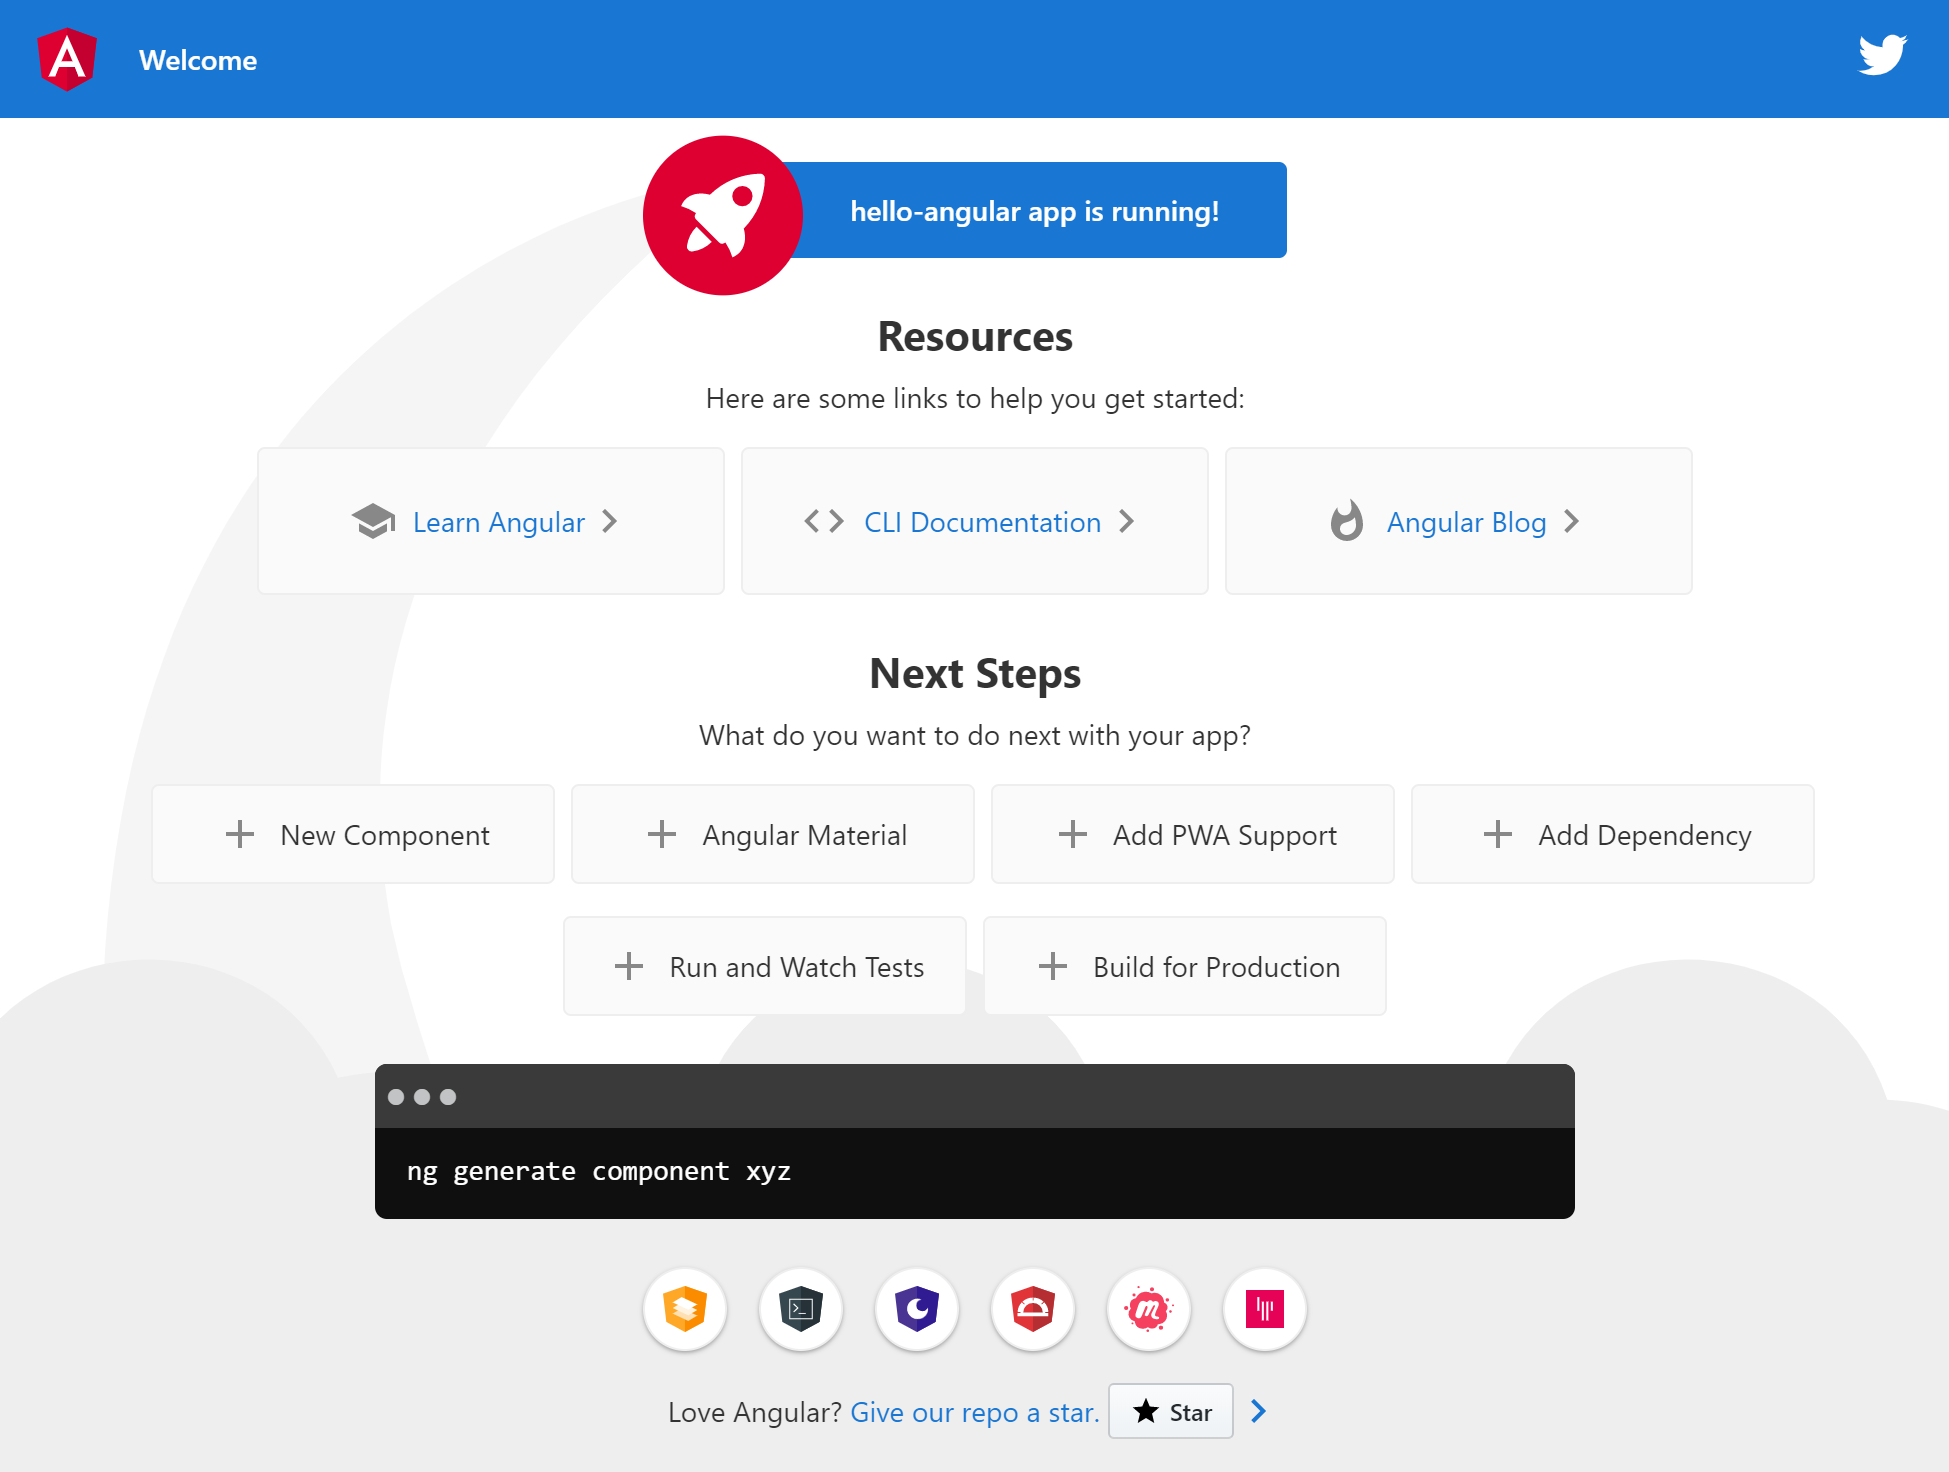 Welcome
hello-angular app is running!
Resources
Here are some links to help you get started:
Learn Angular
CLI Documentation
Angular Blog
Next Steps
What do you want to do next with your app?
New Component
Angular Material
Add PWA Support
Add Dependency
Run and Watch Tests
Build for Production
ng generate component xyz
Love Angular? Give our repo a star. Star